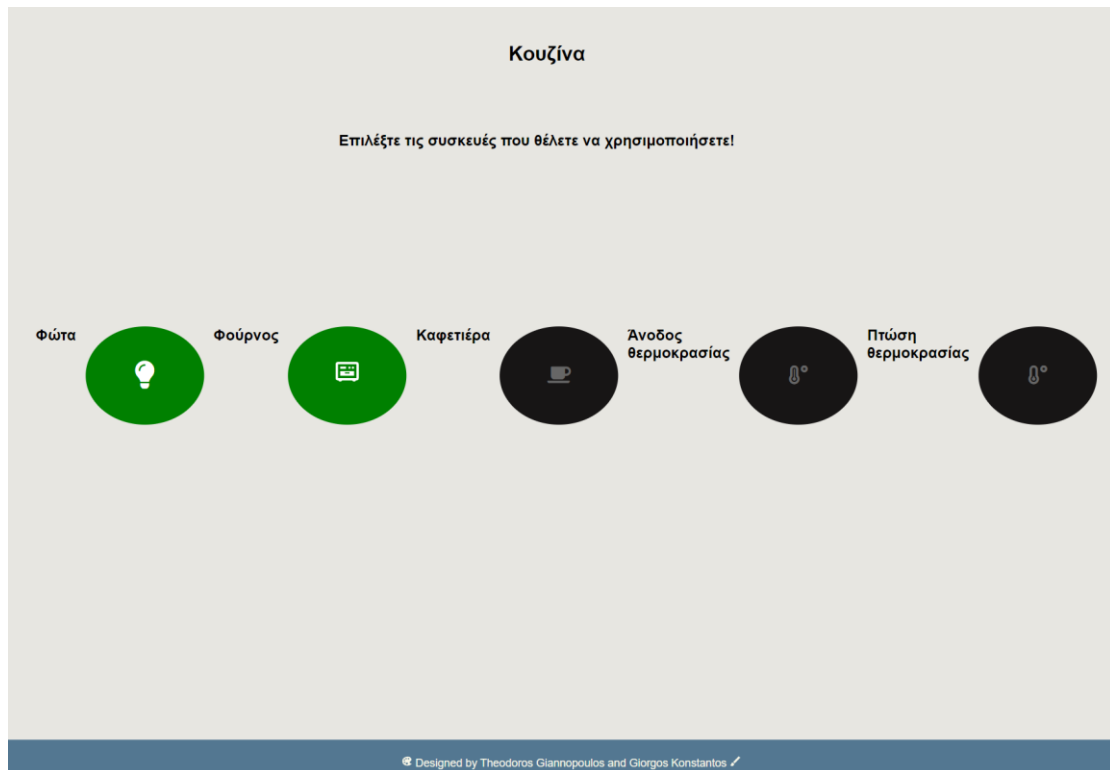 Κουζίνα
Επιλέξτε τις συσκευές που θέλετε να χρησιμοποιήσετε!
Φώτα
Φούρνος
Καφετιέρα
Άνοδος
θερμοκρασίας
Πτώση
θερμοκρασίας
Designed by Theodoros Giannopoulos and Giorgos Konstantos